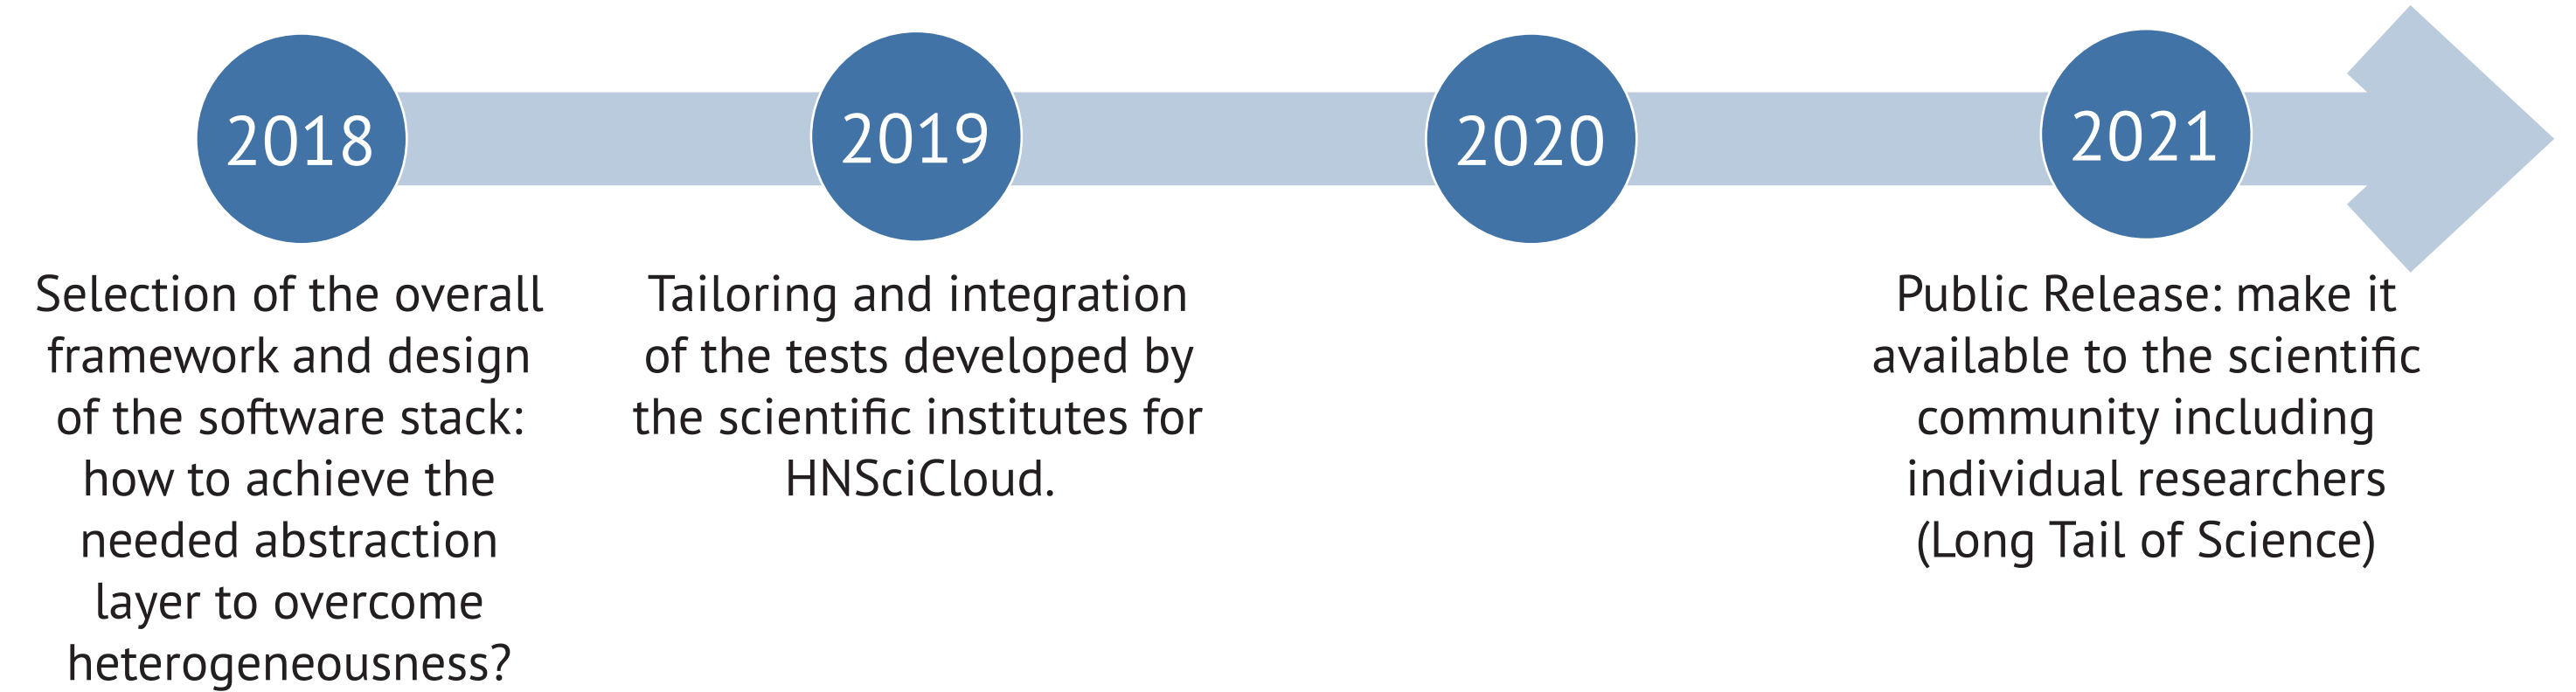 2018
2019
2020
2021
Selection of the overall
framework and design
of the software stack:
how to achieve the
needed abstraction
layer to overcome
heterogeneousness?
Tailoring and integration
of the tests developed by
the scientific institutes for
HNSciCloud.
Public Release: make it
available to the scientific
community including
individual researchers
(Long Tail of Science)